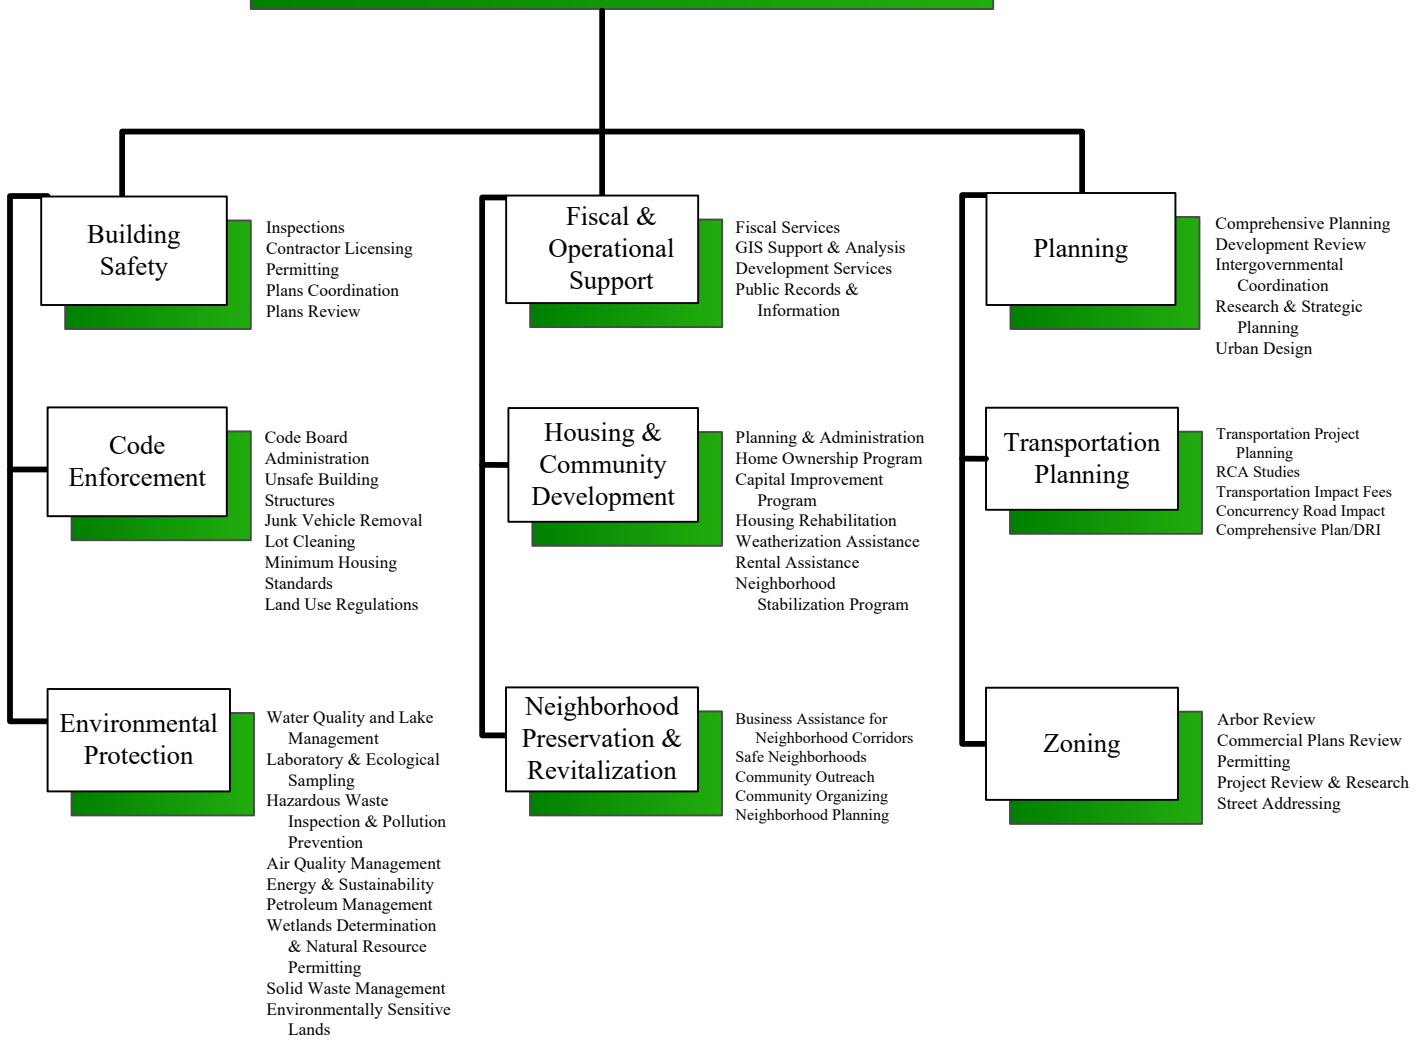 Building
Safety
Inspections
Contractor Licensing
Permitting
Plans Coordination
Plans Review
Fiscal &
Operational
Support
Fiscal Services
GIS Support & Analysis
Development Services
Public Records &
Information
Planning
Comprehensive Planning
Development Review
Intergovernmental
Coordination
Research & Strategic
Planning
Urban Design
Code
Enforcement
Code Board
Administration
Unsafe Building
Structures
Junk Vehicle Removal
Lot Cleaning
Minimum Housing
Standards
Land Use Regulations
Housing &
Community
Development
Planning & Administration
Home Ownership Program
Capital Improvement
Program
Housing Rehabilitation
Weatherization Assistance
Rental Assistance
Neighborhood
Stabilization Program
Transportation
Planning
Transportation Project
Planning
RCA Studies
Transportation Impact Fees
Concurrency Road Impact
Comprehensive Plan/DRI
Environmental
Protection
Water Quality and Lake
Management
Laboratory & Ecological
Sampling
Hazardous Waste
Inspection & Pollution
Prevention
Air Quality Management
Energy & Sustainability
Petroleum Management
Wetlands Determination
& Natural Resource
Permitting
Solid Waste Management
Environmentally Sensitive
Lands
Neighborhood
Preservation &
Revitalization
Business Assistance for
Neighborhood Corridors
Safe Neighborhoods
Community Outreach
Community Organizing
Neighborhood Planning
Zoning
Arbor Review
Commercial Plans Review
Permitting
Project Review & Research
Street Addressing